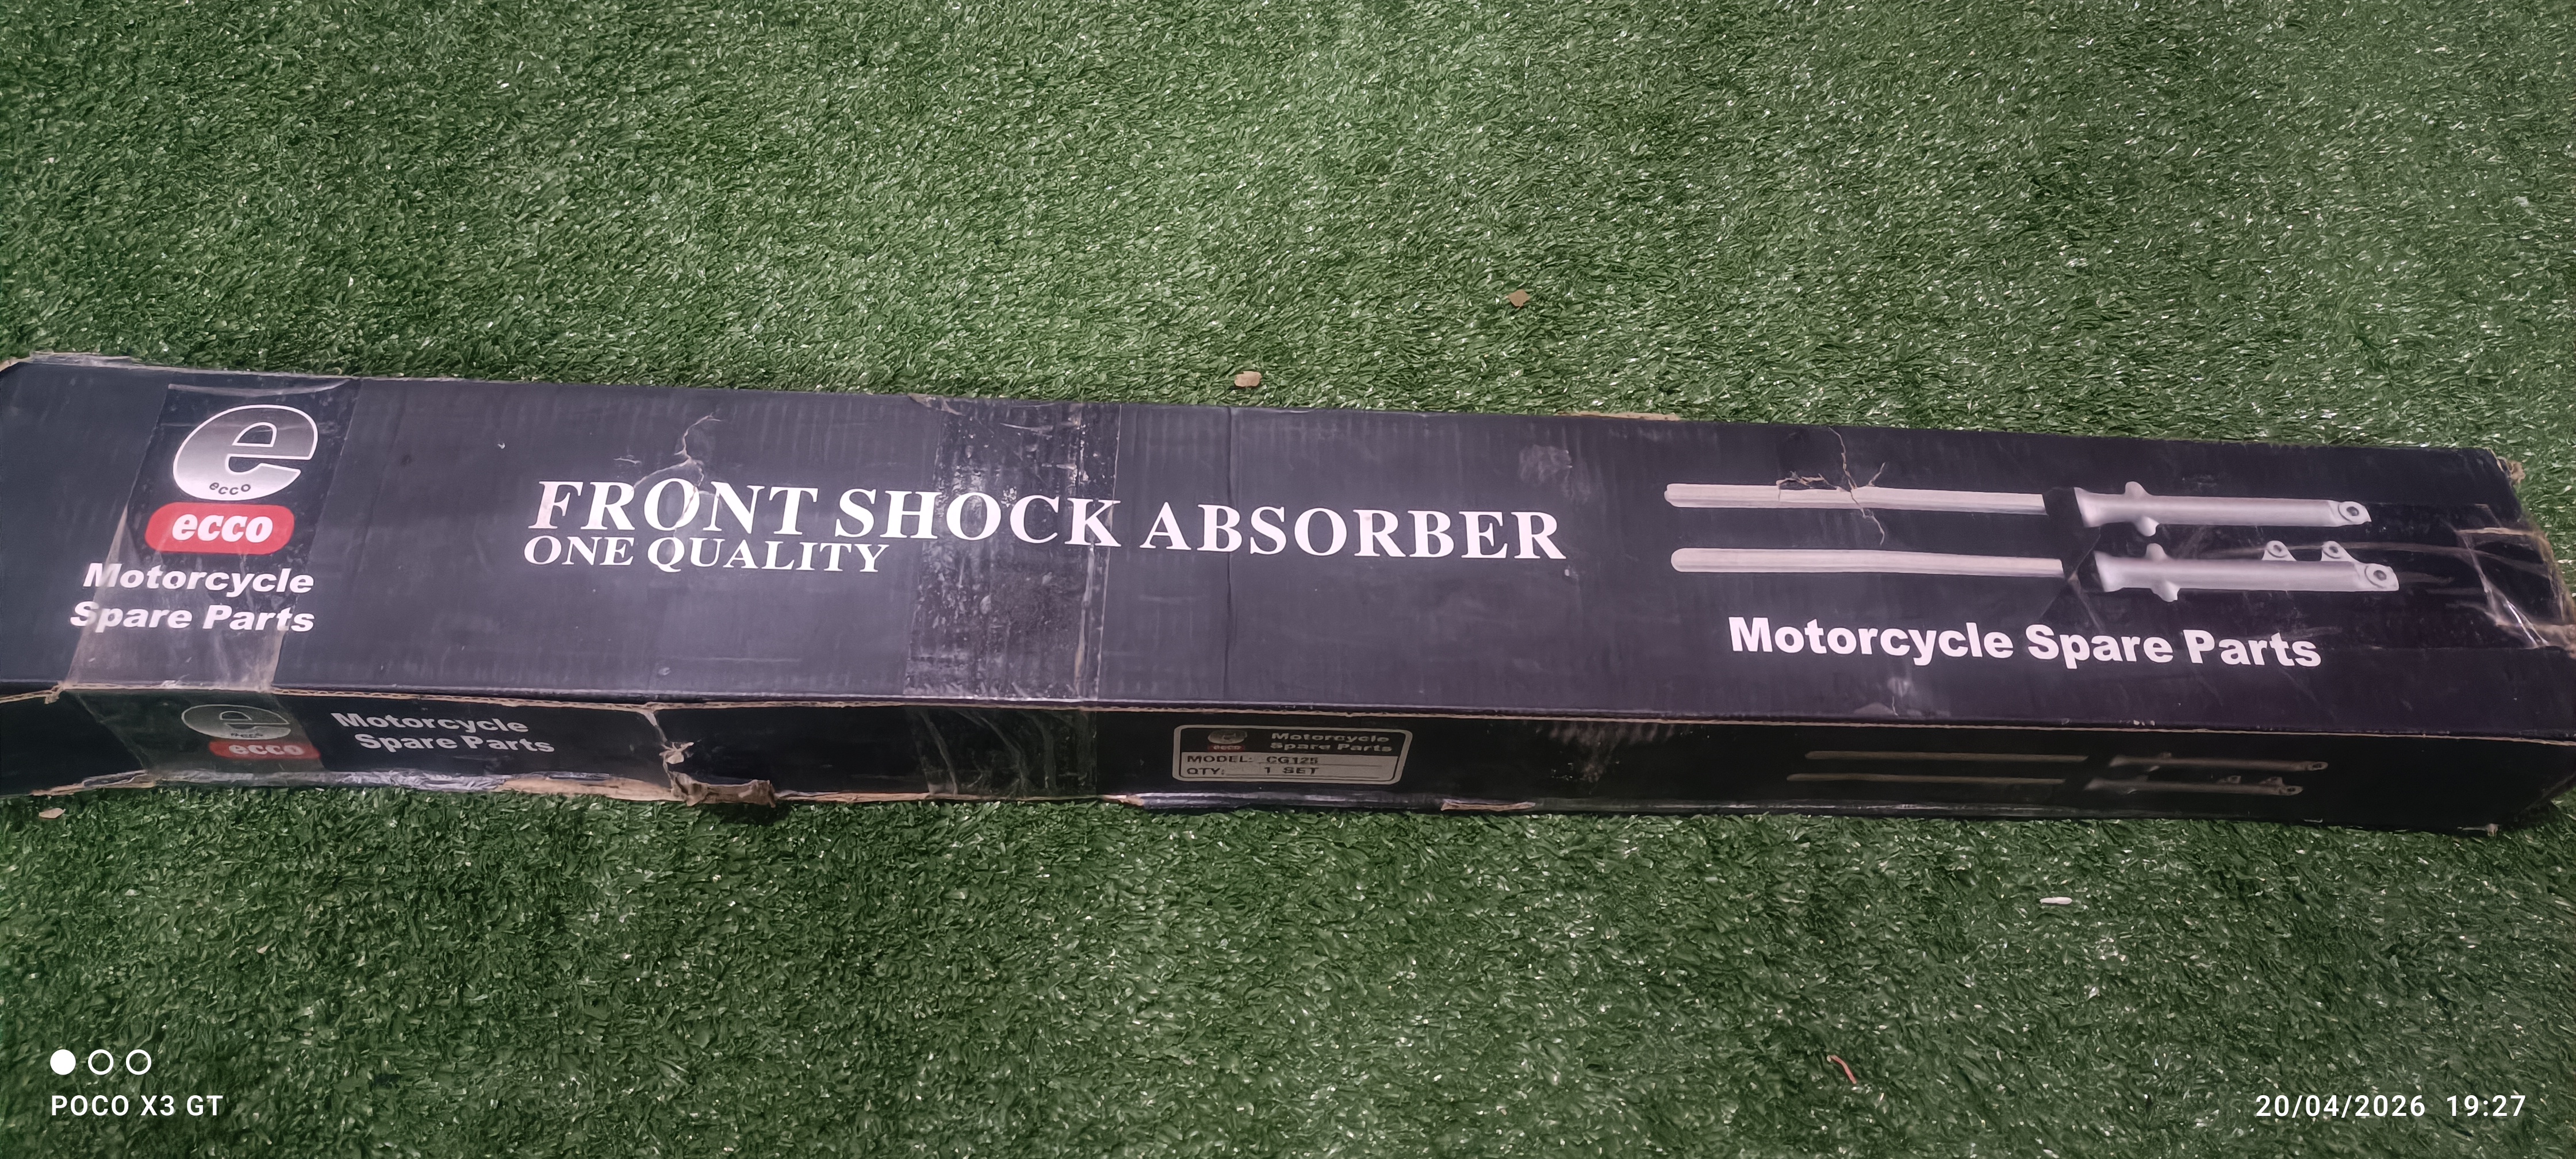 e
ecco
ecco
Motorcycle
Spare Parts
FRONT SHOCK ABSORBER
ONE QUALITY
Motorcycle Spare Parts
e
ecco
Motorcycle
Spare Parts
ecco
Motorcycle
Spare Parts
MODEL: CG125
QTY: 1 SET
POCO X3 GT
20/04/2026 19:27